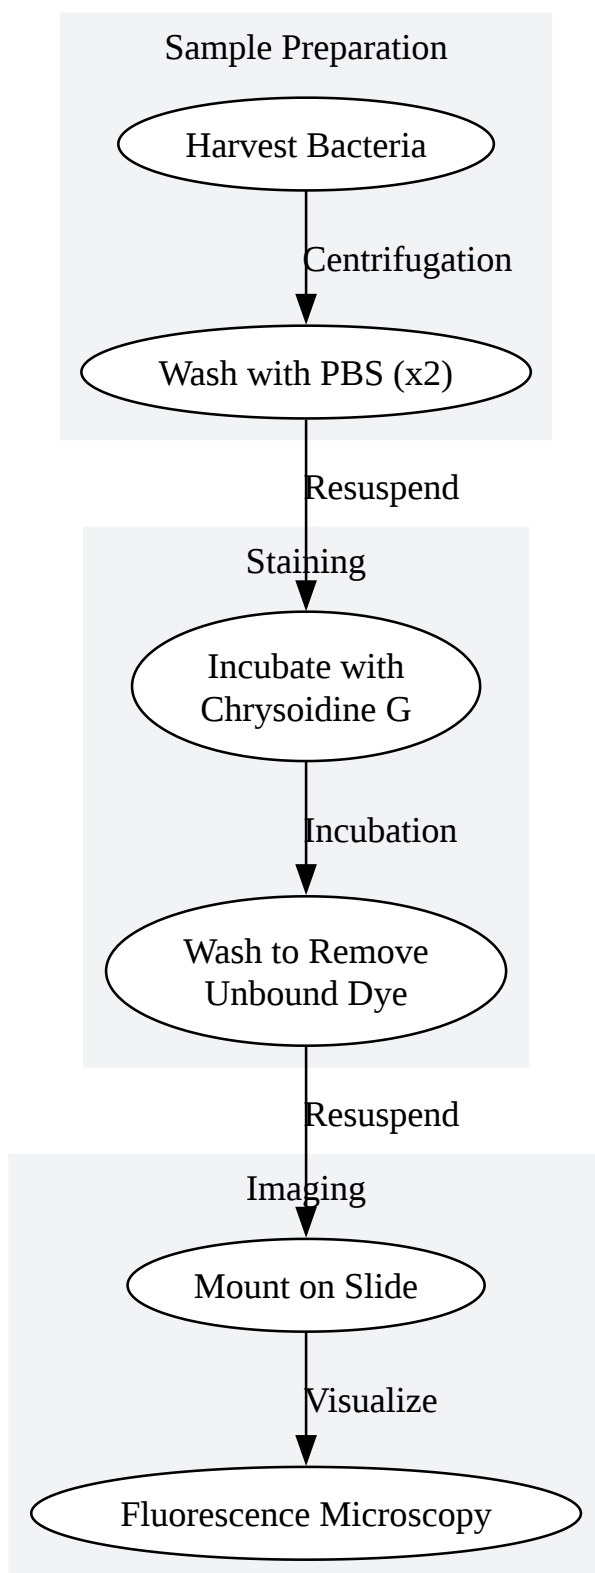 Sample Preparation
Harvest Bacteria
Centrifugation
Wash with PBS (x2)
Resuspend
Staining
Incubate with
Chrysoidine G
Incubation
Wash to Remove
Unbound Dye
Resuspend
Imaging
Mount on Slide
Visualize
Fluorescence Microscopy